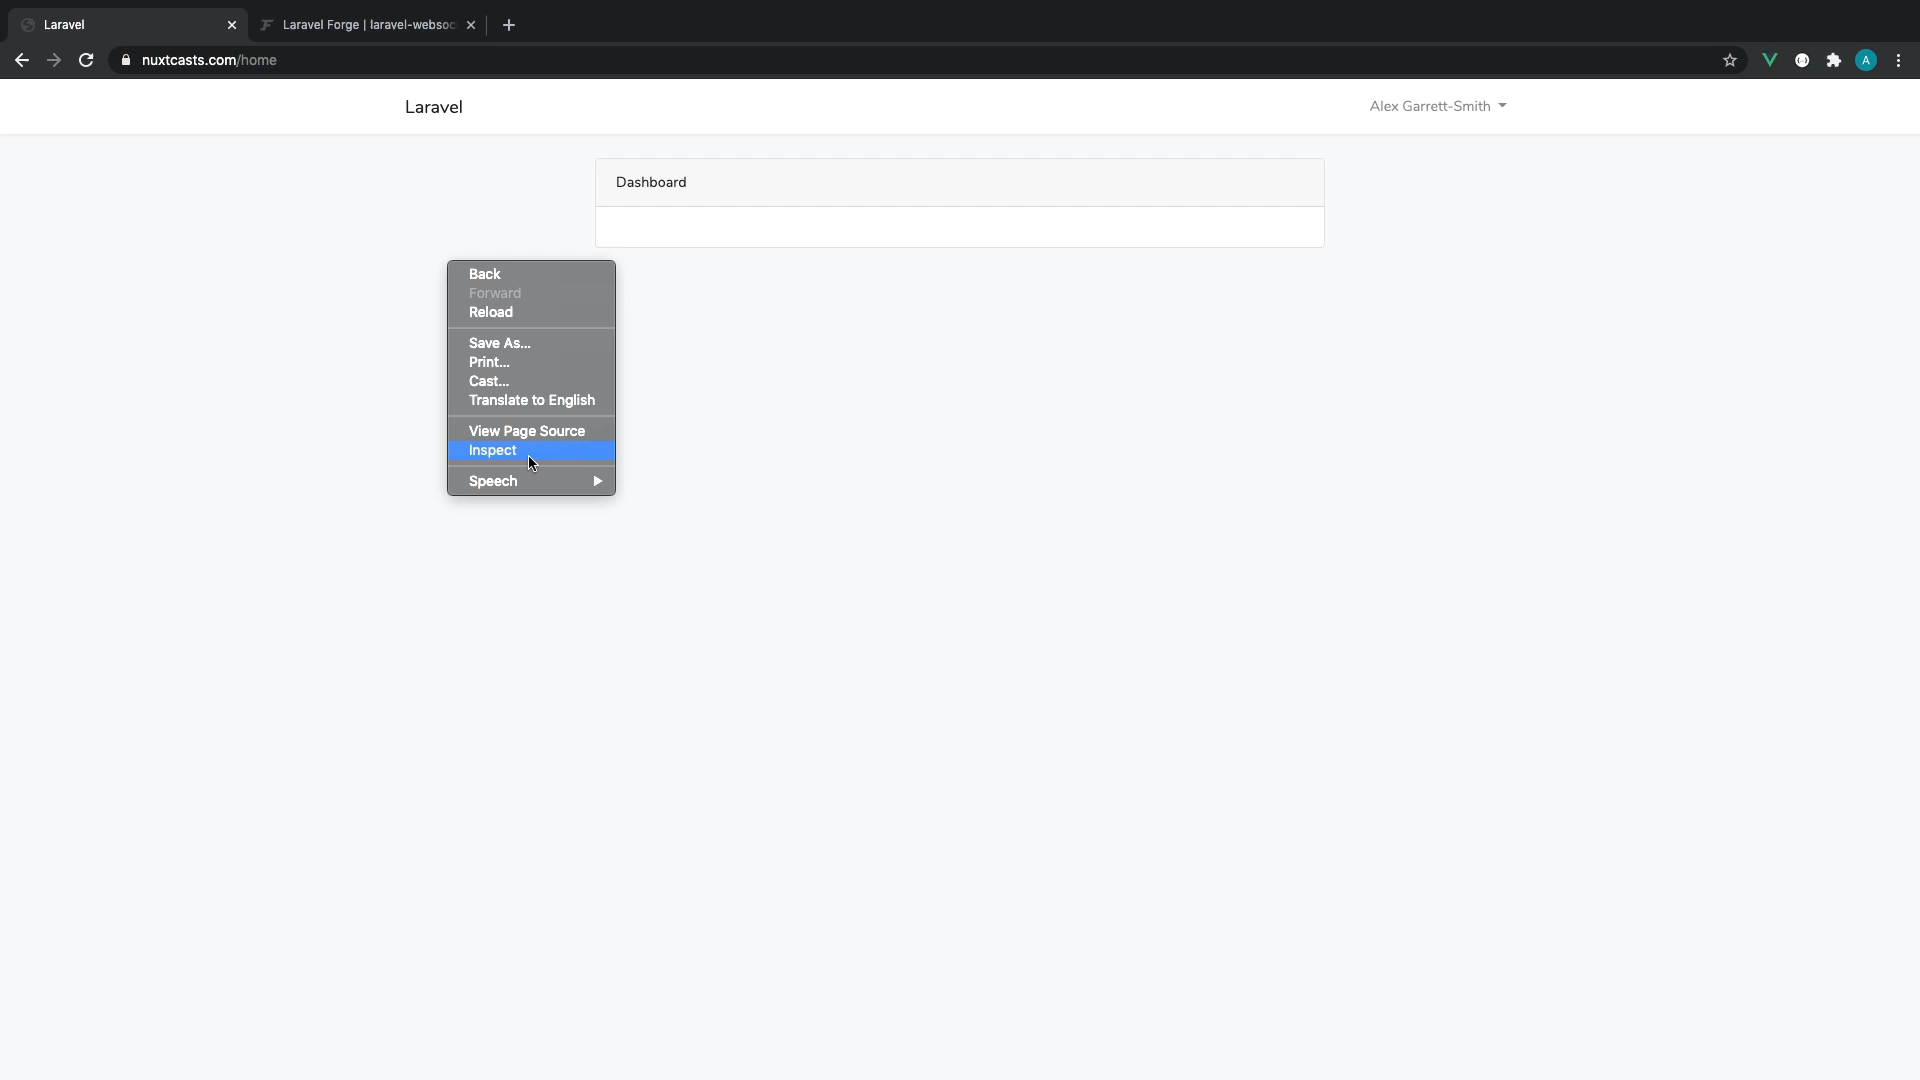 Laravel
Laravel Forge | laravel-websoc
nuxtcasts.com/home
A
Laravel
Alex Garrett-Smith
Dashboard
Back
Forward
Reload
Save As...
Print...
Cast...
Translate to English
View Page Source
Inspect
Speech